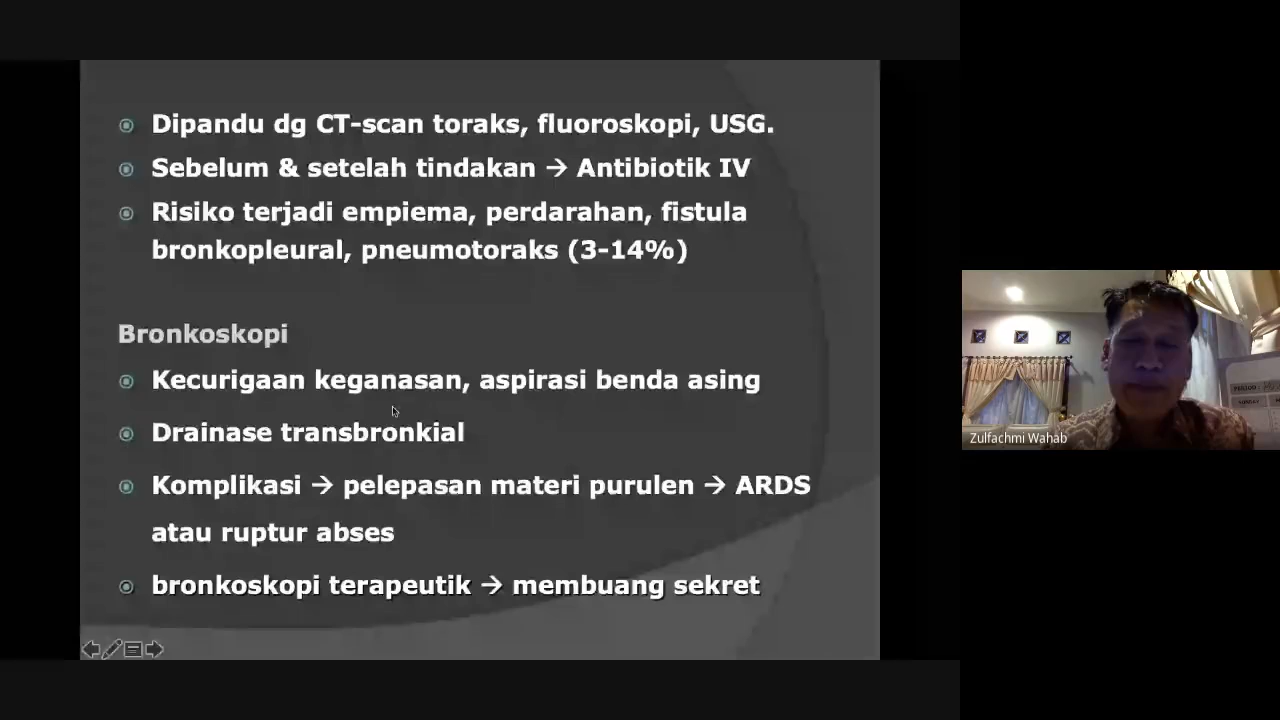 Dipandu dg CT-scan toraks, fluoroskopi, USG.
Sebelum & setelah tindakan → Antibiotik IV
Risiko terjadi empiema, perdarahan, fistula
bronkopleural, pneumotoraks (3-14%)
Bronkoskopi
Kecurigaan keganasan, aspirasi benda asing
Drainase transbronkial
Komplikasi → pelepasan materi purulen → ARDS
atau ruptur abses
bronkoskopi terapeutik → membuang sekret
Zulfachmi Wahab